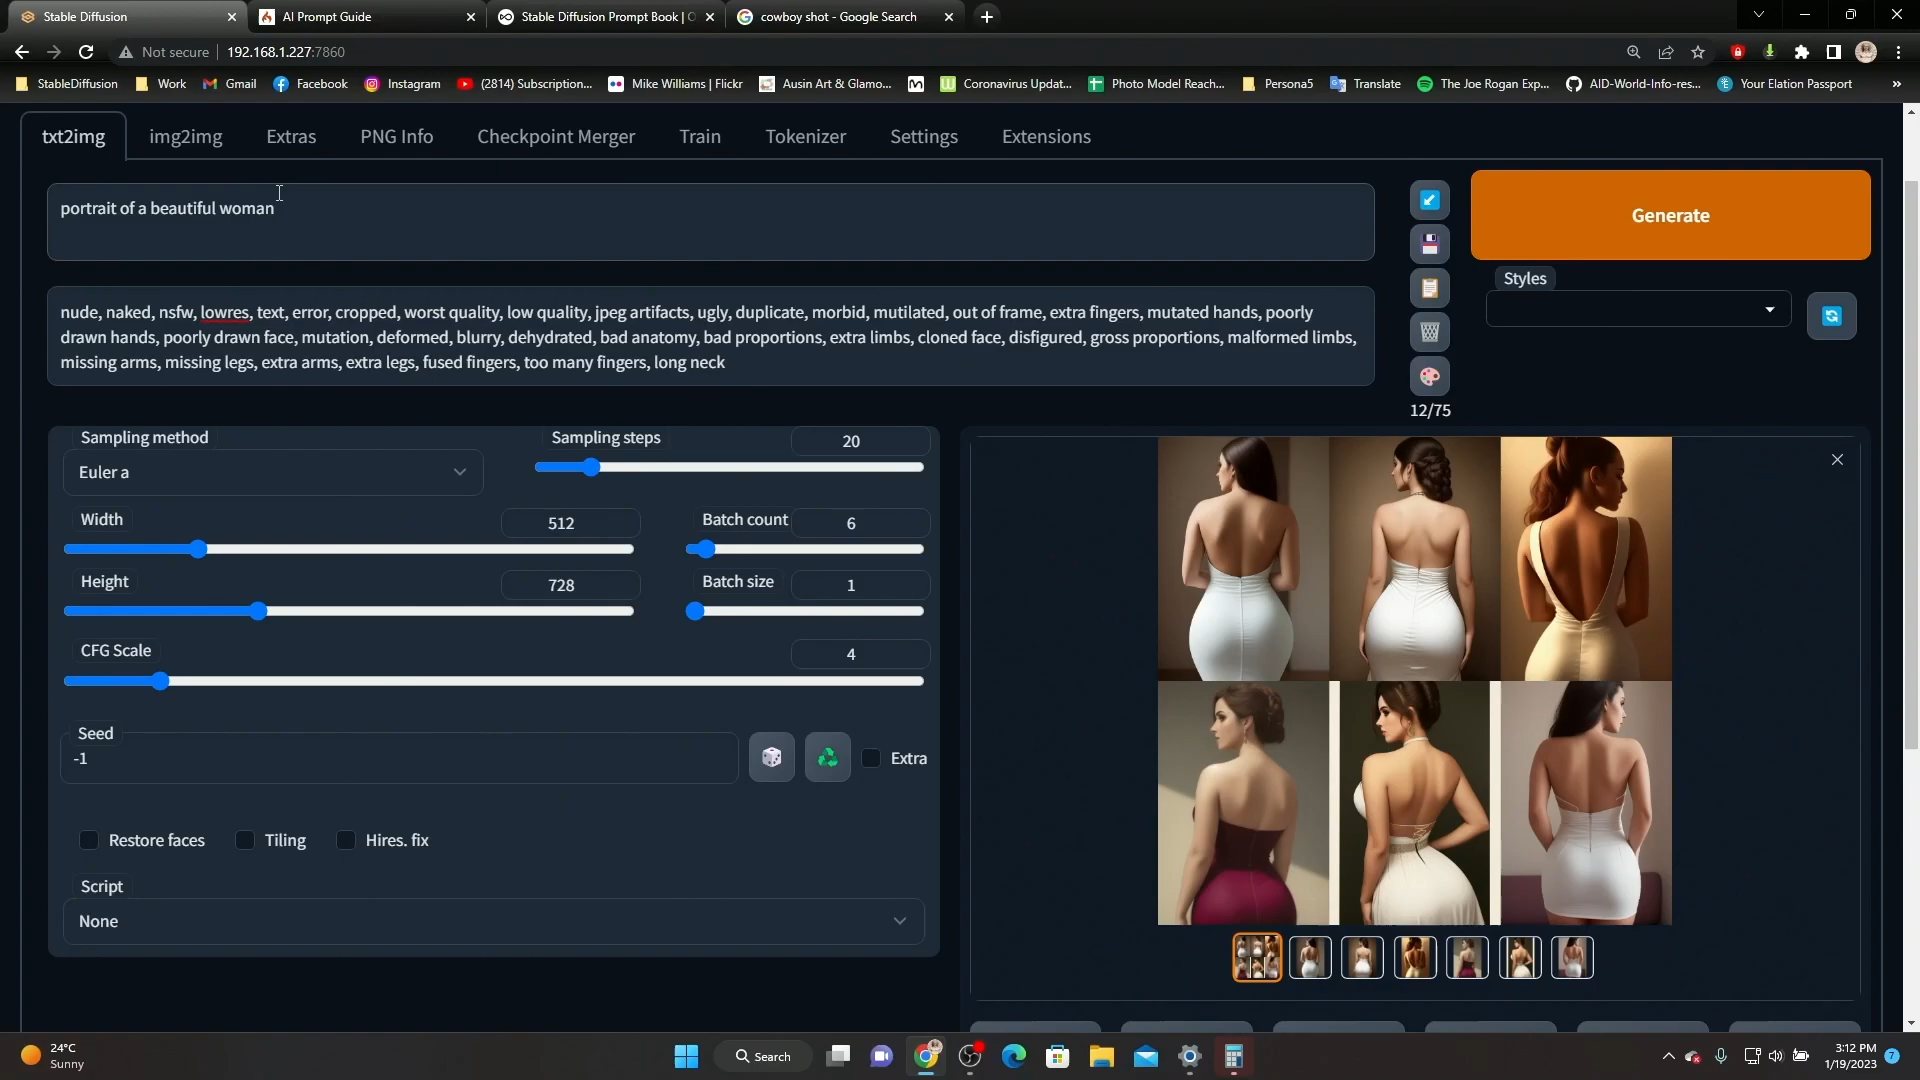 Stable Diffusion
AI Prompt Guide
Stable Diffusion Prompt Book | O
cowboy shot - Google Search
Not secure
192.168.1.227:7860
StableDiffusion
Work
Gmail
Facebook
Instagram
(2814) Subscription...
Mike Williams | Flickr
Ausin Art & Glamo...
Coronavirus Updat...
Photo Model Reach...
Persona5
Translate
The Joe Rogan Exp...
AID-World-Info-res...
Your Elation Passport
»
txt2img
img2img
Extras
PNG Info
Checkpoint Merger
Train
Tokenizer
Settings
Extensions
portrait of a beautiful woman
Generate
Styles
nude, naked, nsfw, lowres, text, error, cropped, worst quality, low quality, jpeg artifacts, ugly, duplicate, morbid, mutilated, out of frame, extra fingers, mutated hands, poorly
drawn hands, poorly drawn face, mutation, deformed, blurry, dehydrated, bad anatomy, bad proportions, extra limbs, cloned face, disfigured, gross proportions, malformed limbs,
missing arms, missing legs, extra arms, extra legs, fused fingers, too many fingers, long neck
12/75
Sampling method
Euler a
Sampling steps
20
Width
512
Batch count
6
Height
728
Batch size
1
CFG Scale
4
Seed
-1
Extra
Restore faces
Tiling
Hires. fix
Script
None
24°C
Sunny
Search
3:12 PM
1/19/2023
7